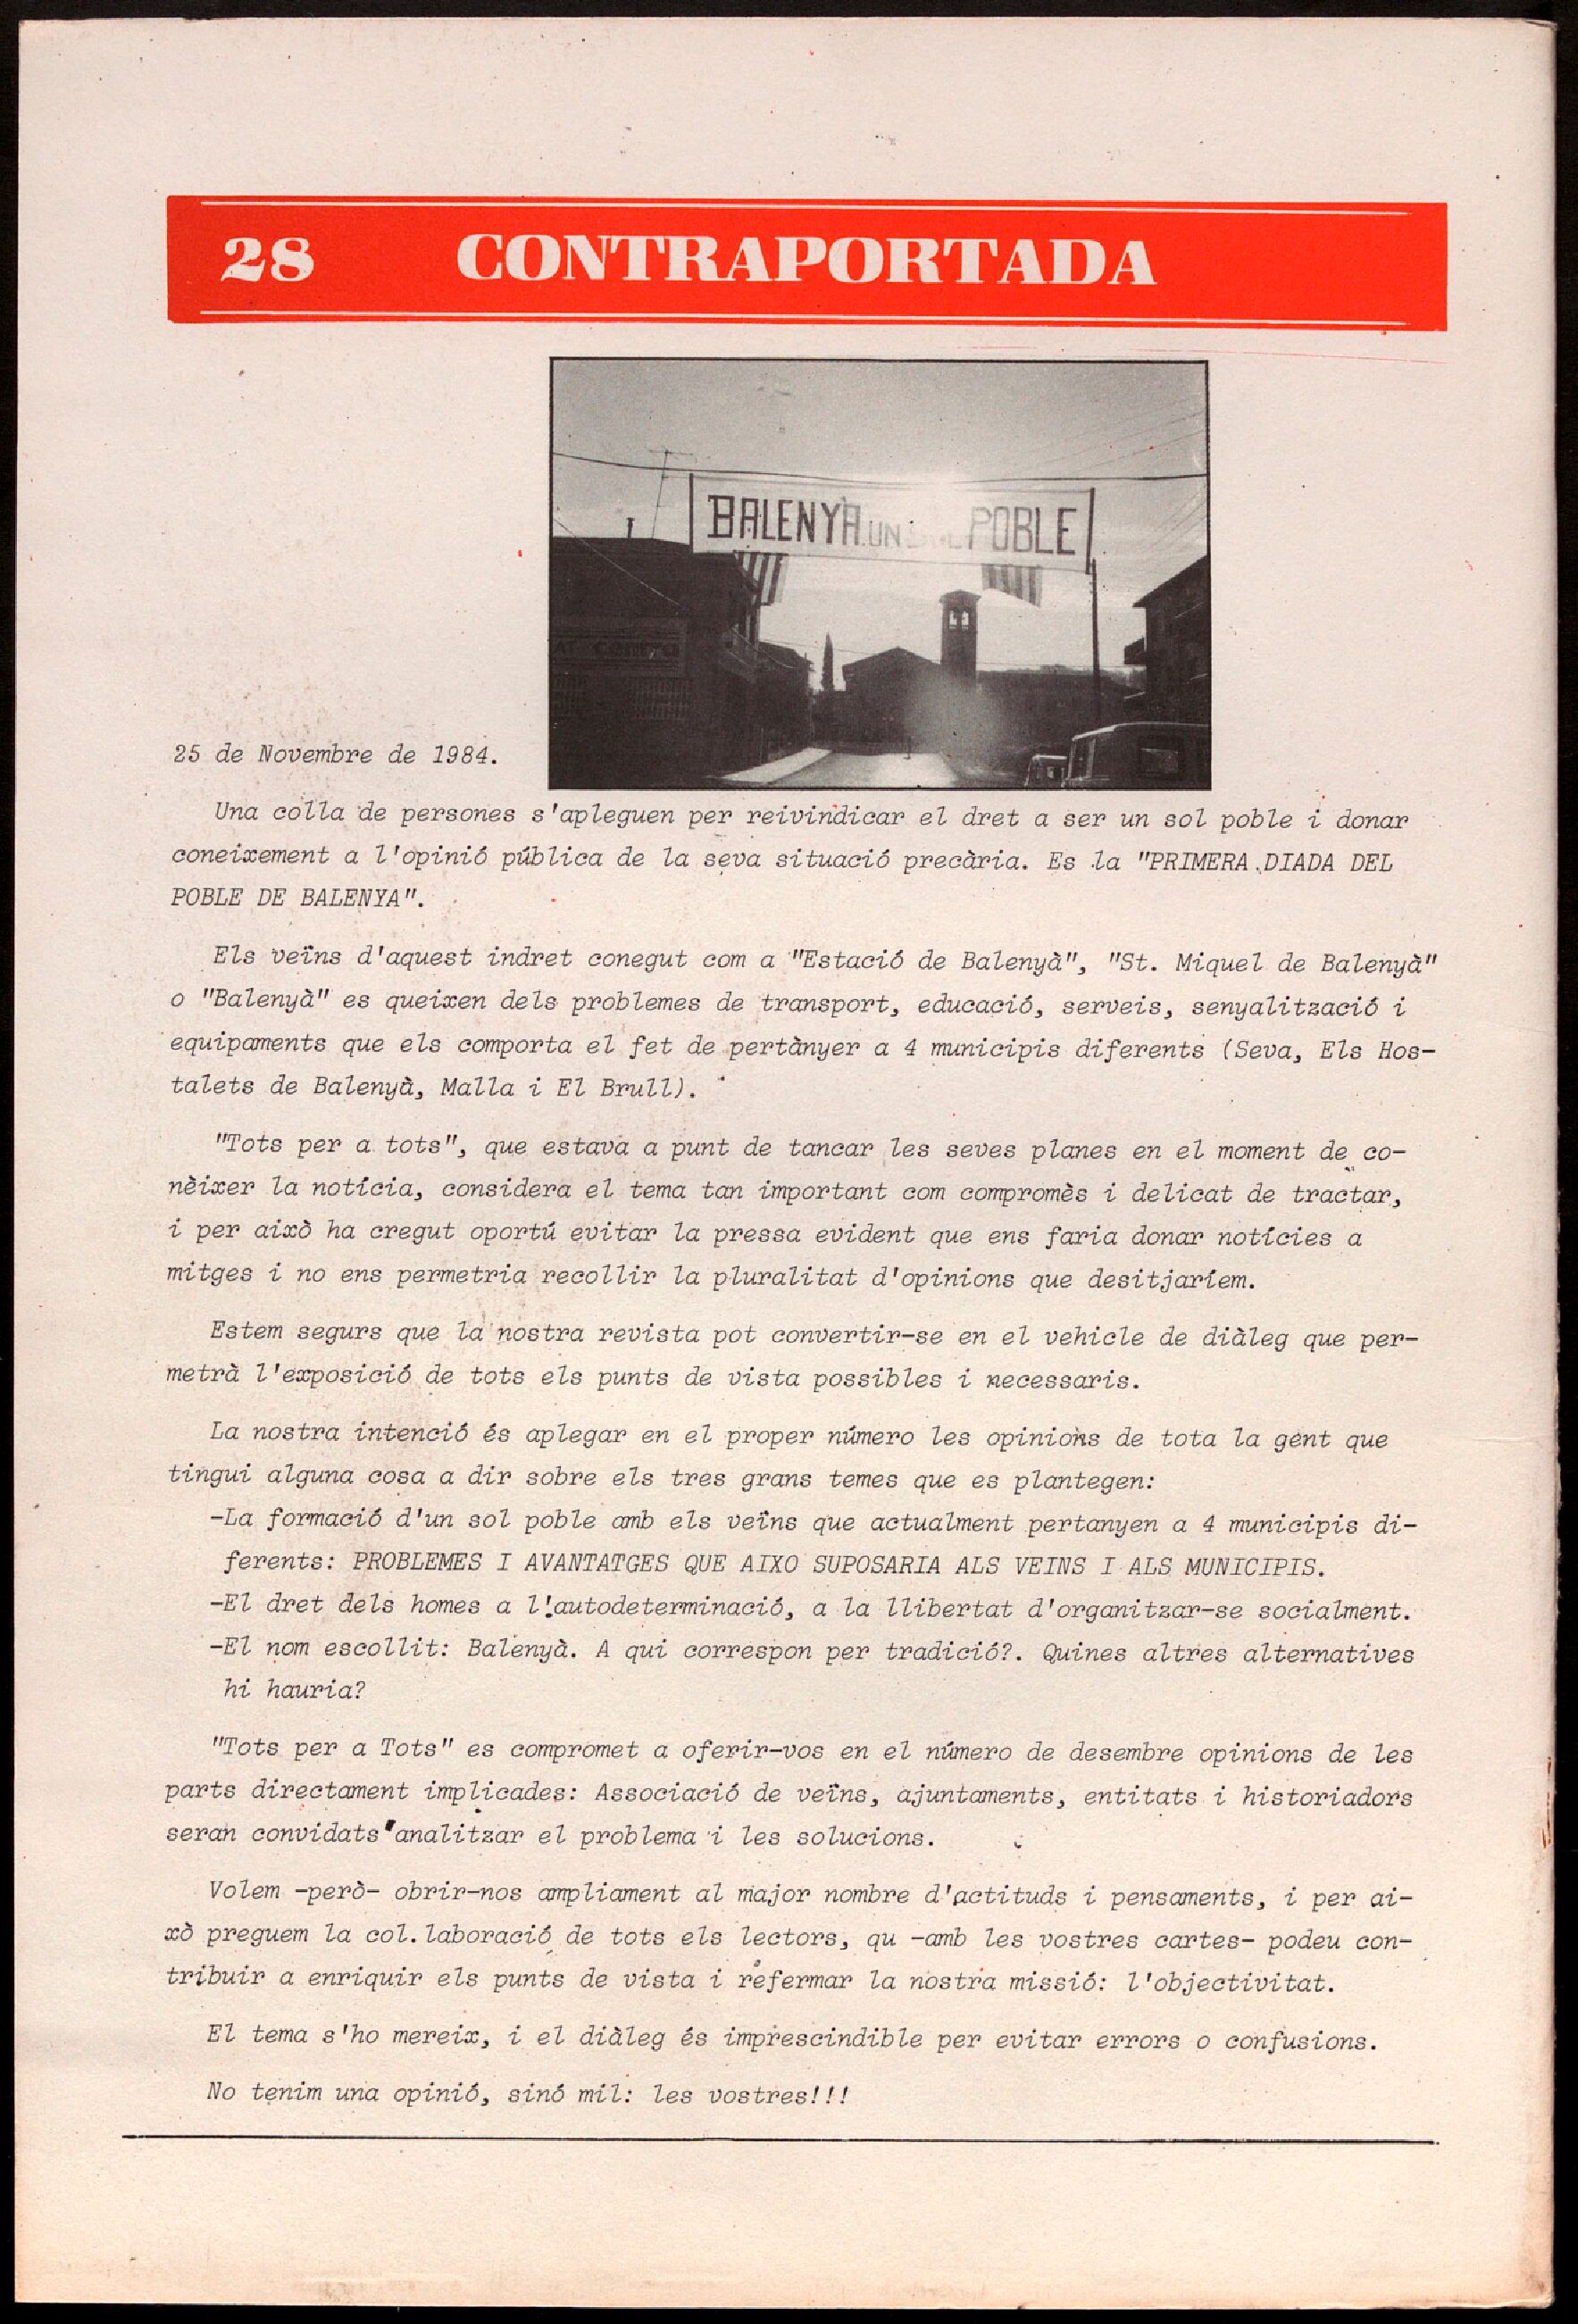 28 CONTRAPORTADA
BALENYÀ UN POBLE
centra
25 de Novembre de 1984.
Una colla de persones s'apleguen per reivindicar el dret a ser un sol poble i donar
coneixement a l'opinió pública de la seva situació precària. Es la "PRIMERA DIADA DEL
POBLE DE BALENYA".
Els veïns d'aquest indret conegut com a "Estació de Balenyà", "St. Miquel de Balenyà"
o "Balenyà" es queixen dels problemes de transport, educació, serveis, senyalització i
equipaments que els comporta el fet de pertànyer a 4 municipis diferents (Seva, Els Hos-
talets de Balenyà, Malla i El Brull).
"Tots per a tots", que estava a punt de tancar les seves planes en el moment de co-
nèixer la notícia, considera el tema tan important com compromès i delicat de tractar,
i per això ha cregut oportú evitar la pressa evident que ens faria donar notícies a
mitges i no ens permetria recollir la pluralitat d'opinions que desitjaríem.
Estem segurs que la nostra revista pot convertir-se en el vehicle de diàleg que per-
metrà l'exposició de tots els punts de vista possibles i necessaris.
La nostra intenció és aplegar en el proper número les opinions de tota la gent que
tingui alguna cosa a dir sobre els tres grans temes que es plantegen:
-La formació d'un sol poble amb els veïns que actualment pertanyen a 4 municipis di-
ferents: PROBLEMES I AVANTATGES QUE AIXO SUPOSARIA ALS VEINS I ALS MUNICIPIS.
-El dret dels homes a l'autodeterminació, a la llibertat d'organitzar-se socialment.
-El nom escollit: Balenyà. A qui correspon per tradició?. Quines altres alternatives
hi hauria?
"Tots per a Tots" es compromet a oferir-vos en el número de desembre opinions de les
parts directament implicades: Associació de veïns, ajuntaments, entitats i historiadors
seran convidats analitzar el problema i les solucions.
Volem -però- obrir-nos ampliament al major nombre d'actituds i pensaments, i per ai-
xò preguem la col.laboració de tots els lectors, qu -amb les vostres cartes- podeu con-
tribuir a enriquir els punts de vista i refermar la nostra missió: l'objectivitat.
El tema s'ho mereix, i el diàleg és imprescindible per evitar errors o confusions.
No tenim una opinió, sinó mil: les vostres!!!